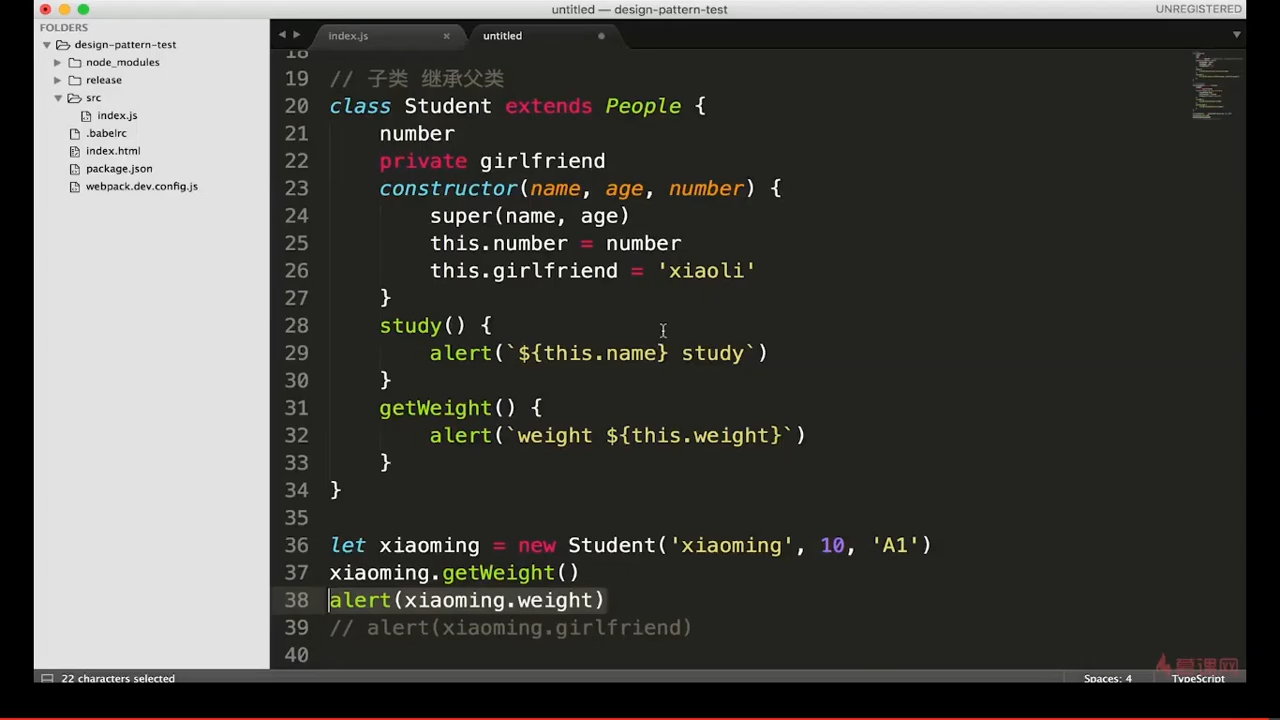 untitled — design-pattern-test
UNREGISTERED
FOLDERS
design-pattern-test
node_modules
release
src
index.js
.babelrc
index.html
package.json
webpack.dev.config.js
index.js ×
untitled
18
19 // 子类 继承父类
20 class Student extends People {
21 number
22 private girlfriend
23 constructor(name, age, number) {
24 super(name, age)
25 this.number = number
26 this.girlfriend = 'xiaoli'
27 }
28 study() {
29 alert(`${this.name} study`)
30 }
31 getWeight() {
32 alert(`weight ${this.weight}`)
33 }
34 }
35
36 let xiaoming = new Student('xiaoming', 10, 'A1')
37 xiaoming.getWeight()
38 alert(xiaoming.weight)
39 // alert(xiaoming.girlfriend)
40
慕课网
22 characters selected
Spaces: 4
TypeScript